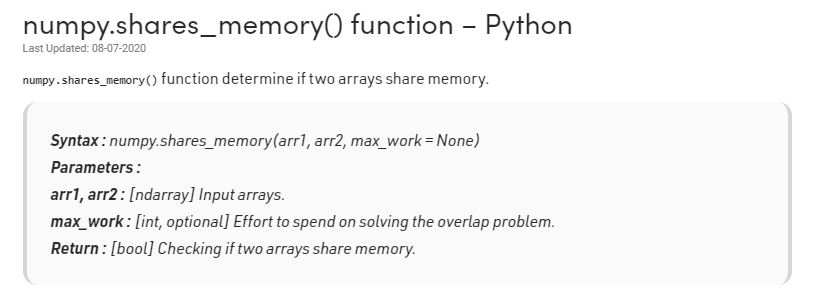 numpy.shares_memory() function – Python
Last Updated: 08-07-2020
numpy.shares_memory() function determine if two arrays share memory.
Syntax : numpy.shares_memory(arr1, arr2, max_work = None)
Parameters :
arr1, arr2 : [ndarray] Input arrays.
max_work : [int, optional] Effort to spend on solving the overlap problem.
Return : [bool] Checking if two arrays share memory.